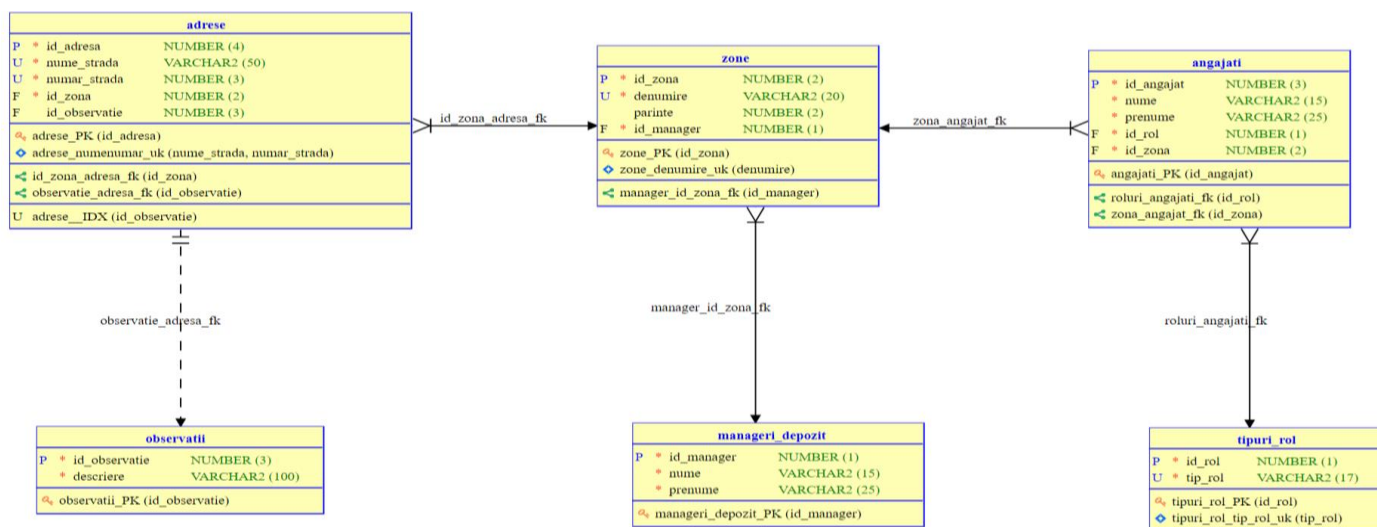 adrese
P * id_adresa NUMBER (4)
U * nume_strada VARCHAR2 (50)
U * numar_strada NUMBER (3)
F * id_zona NUMBER (2)
F id_observatie NUMBER (3)
adrese_PK (id_adresa)
adrese_numenumar_uk (nume_strada, numar_strada)
id_zona_adresa_fk (id_zona)
observatie_adresa_fk (id_observatie)
U adrese__IDX (id_observatie)
id_zona_adresa_fk
zone
P * id_zona NUMBER (2)
U * denumire VARCHAR2 (20)
parinte NUMBER (2)
F * id_manager NUMBER (1)
zone_PK (id_zona)
zone_denumire_uk (denumire)
manager_id_zona_fk (id_manager)
zona_angajat_fk
angajati
P * id_angajat NUMBER (3)
* nume VARCHAR2 (15)
* prenume VARCHAR2 (25)
F * id_rol NUMBER (1)
F * id_zona NUMBER (2)
angajati_PK (id_angajat)
roluri_angajati_fk (id_rol)
zona_angajat_fk (id_zona)
observatie_adresa_fk
manager_id_zona_fk
roluri_angajati_fk
observatii
P * id_observatie NUMBER (3)
* descriere VARCHAR2 (100)
observatii_PK (id_observatie)
manageri_depozit
P * id_manager NUMBER (1)
* nume VARCHAR2 (15)
* prenume VARCHAR2 (25)
manageri_depozit_PK (id_manager)
tipuri_rol
P * id_rol NUMBER (1)
U * tip_rol VARCHAR2 (17)
tipuri_rol_PK (id_rol)
tipuri_rol_tip_rol_uk (tip_rol)